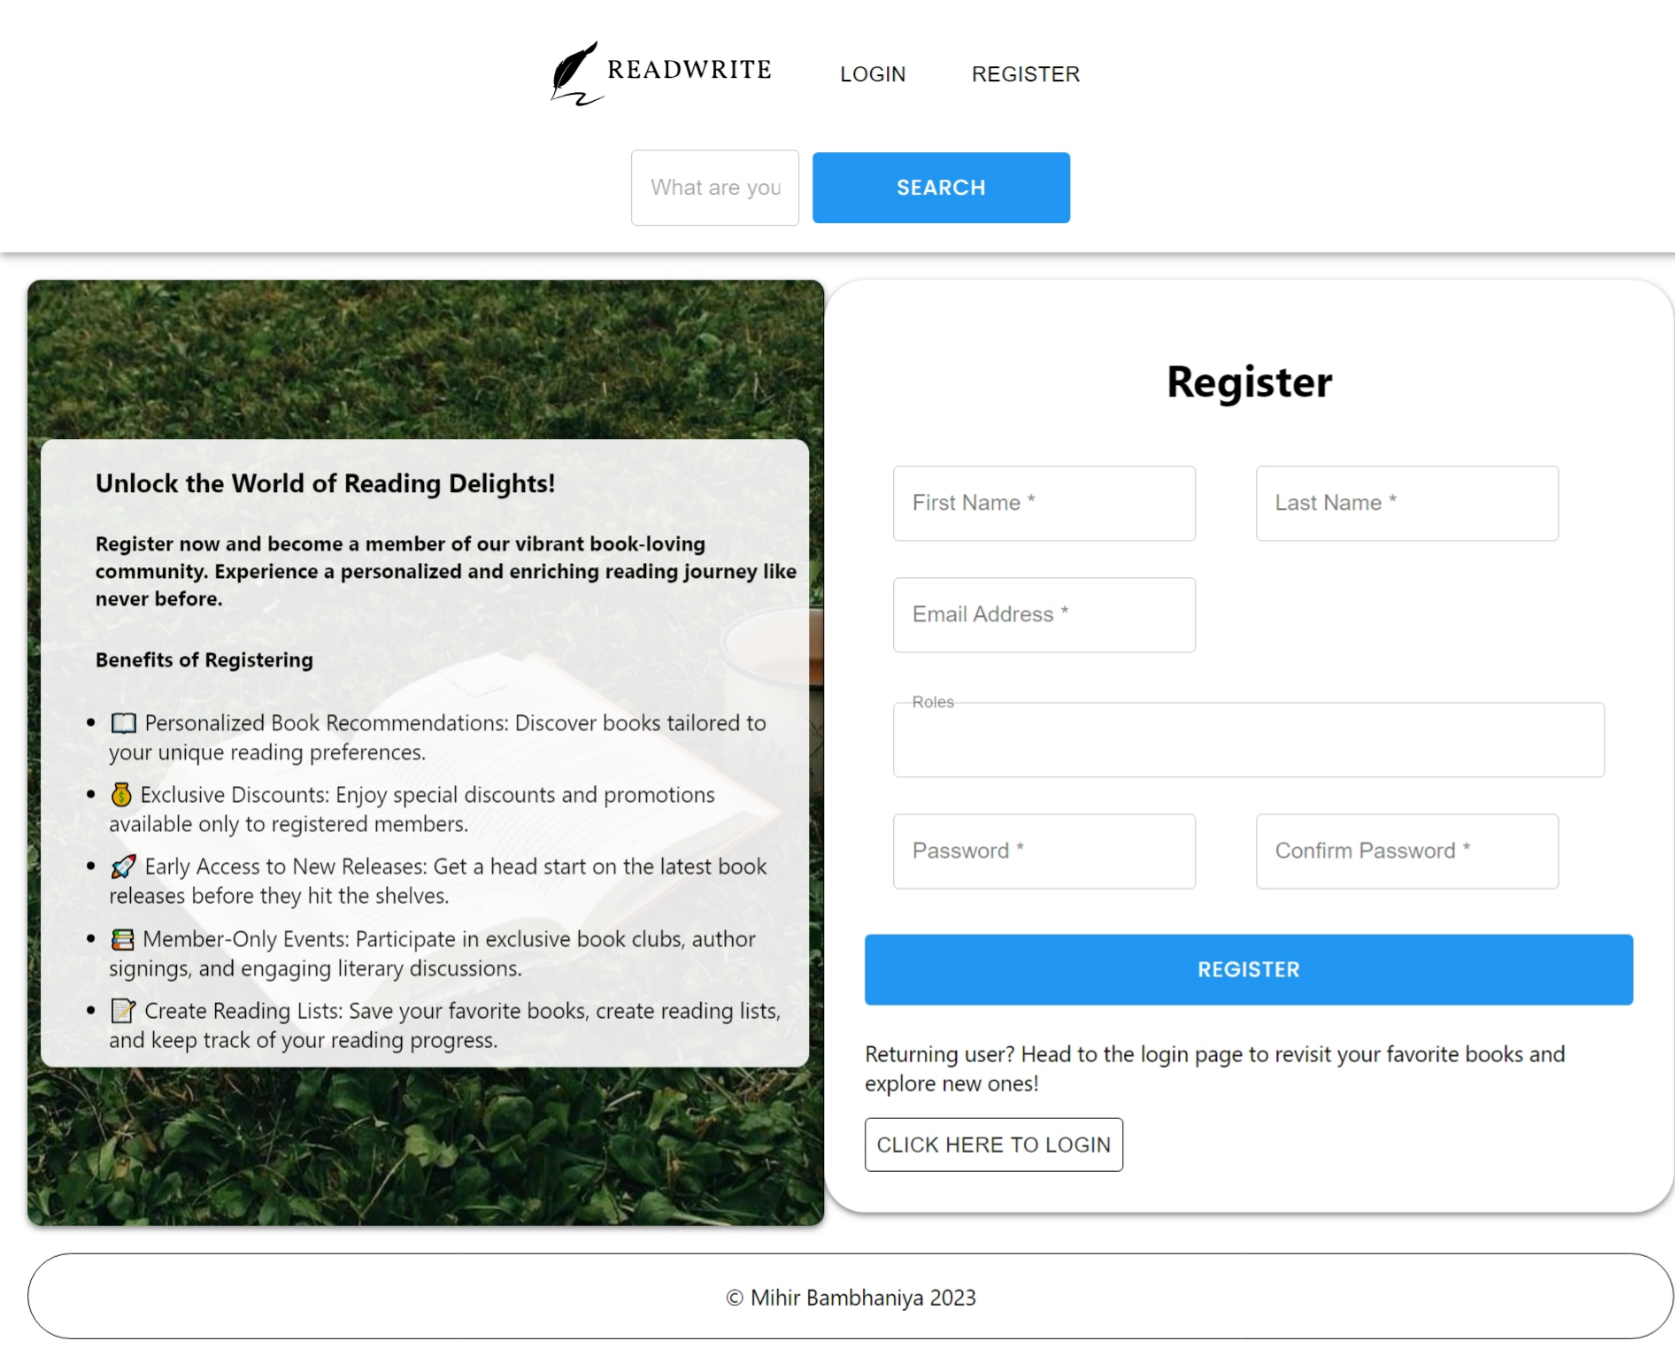 READWRITE
LOGIN
REGISTER
What are you
SEARCH
Unlock the World of Reading Delights!
Register now and become a member of our vibrant book-loving
community. Experience a personalized and enriching reading journey like
never before.
Benefits of Registering
📖 Personalized Book Recommendations: Discover books tailored to
your unique reading preferences.
💰 Exclusive Discounts: Enjoy special discounts and promotions
available only to registered members.
🚀 Early Access to New Releases: Get a head start on the latest book
releases before they hit the shelves.
📚 Member-Only Events: Participate in exclusive book clubs, author
signings, and engaging literary discussions.
📝 Create Reading Lists: Save your favorite books, create reading lists,
and keep track of your reading progress.
Register
First Name *
Last Name *
Email Address *
Roles
Password *
Confirm Password *
REGISTER
Returning user? Head to the login page to revisit your favorite books and
explore new ones!
CLICK HERE TO LOGIN
© Mihir Bambhaniya 2023